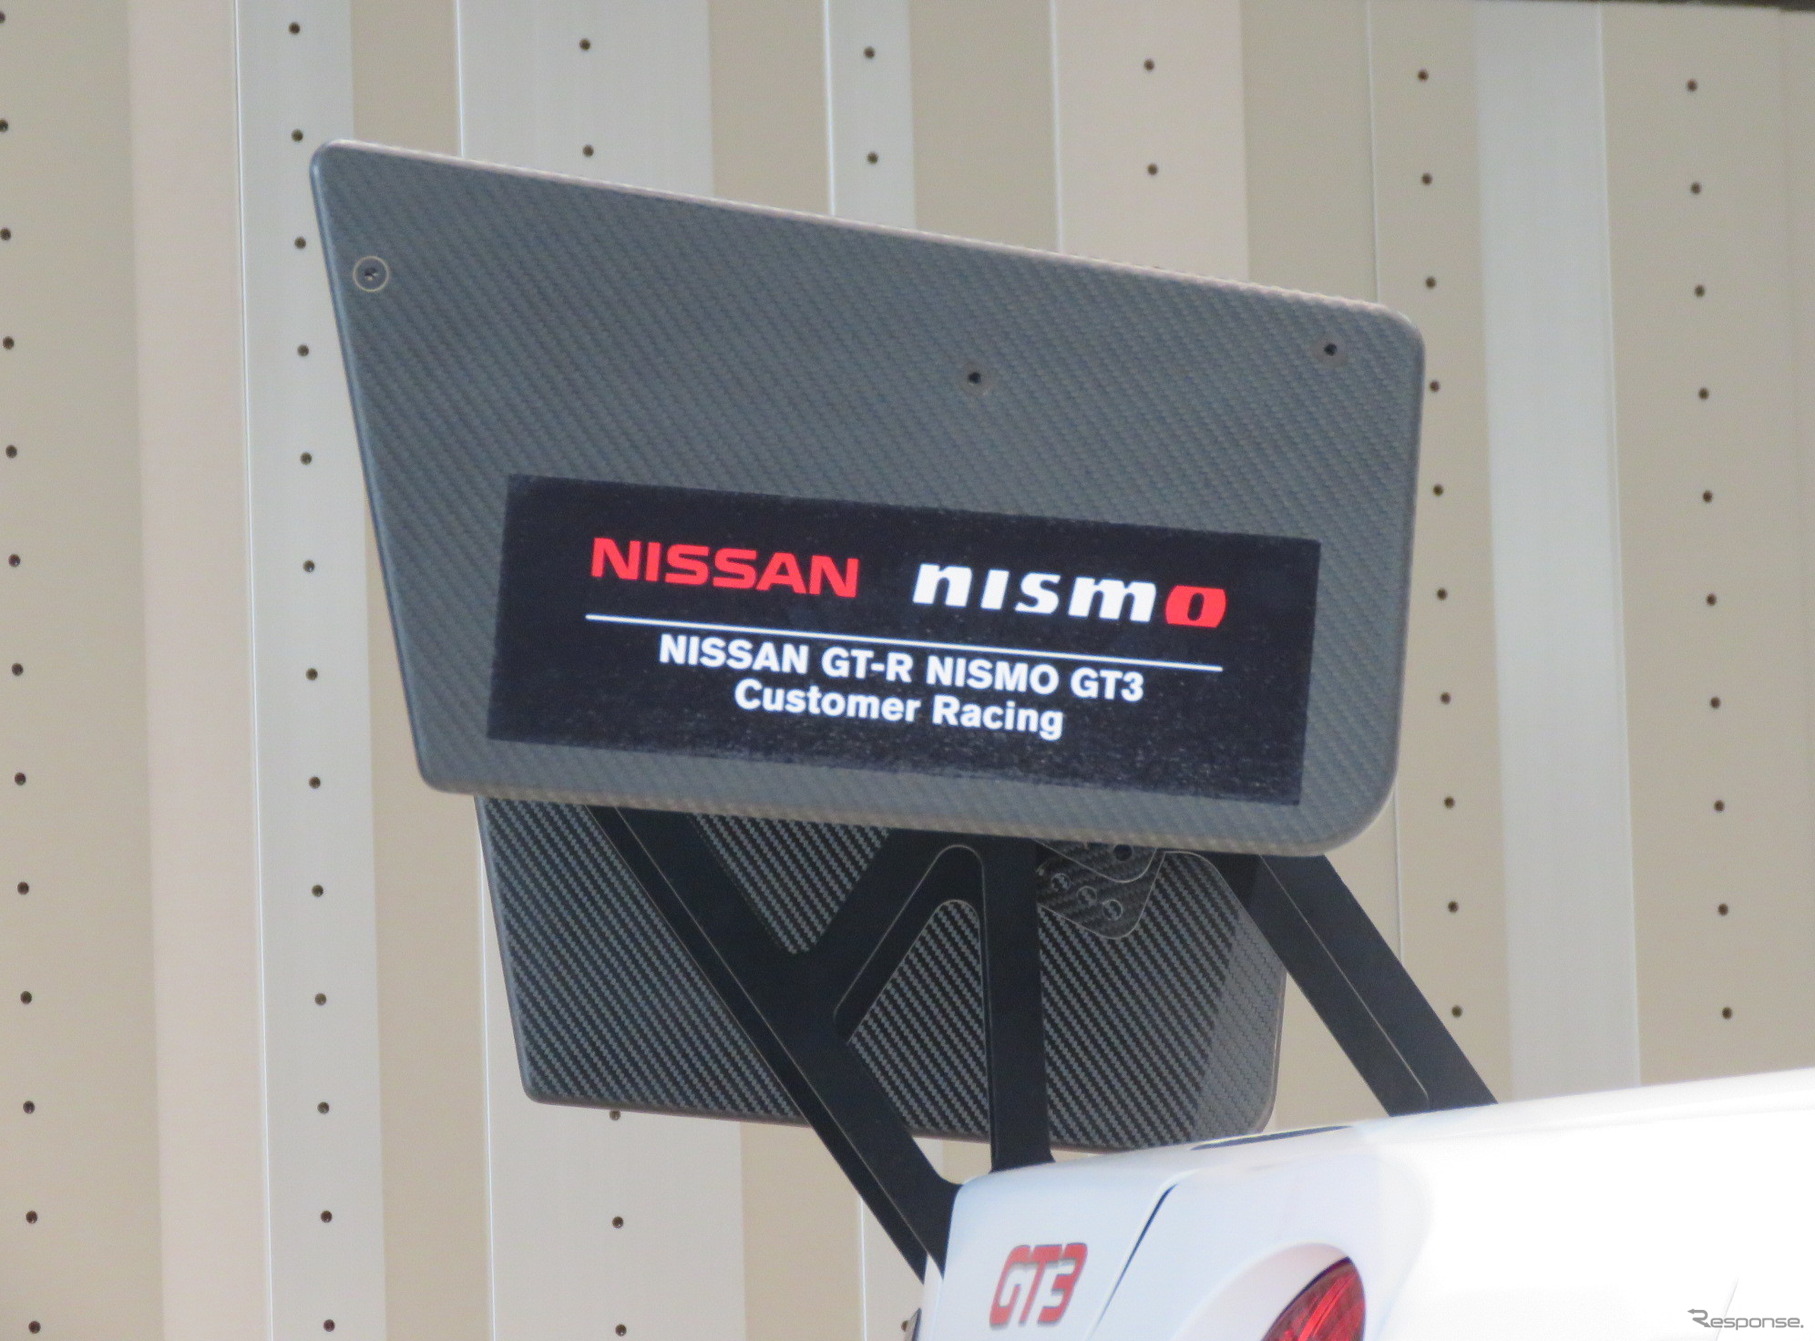 NISSAN nismo
NISSAN GT-R NISMO GT3
Customer Racing
GT3
Response.